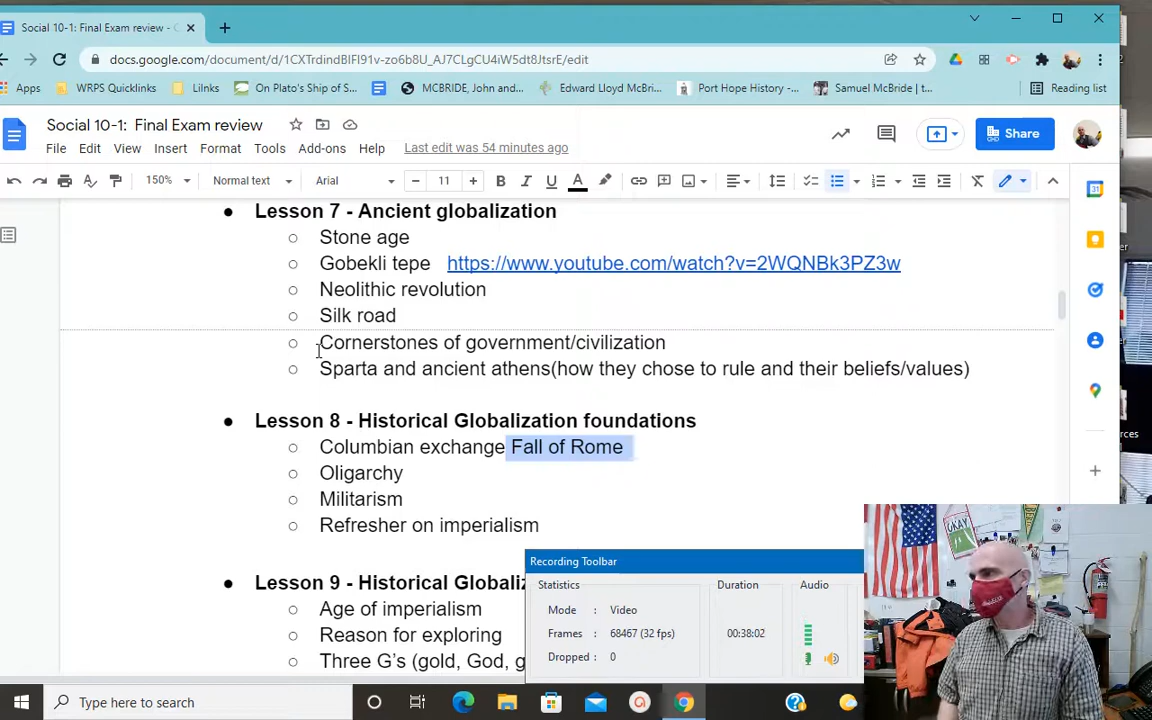 Social 10-1: Final Exam review - C
docs.google.com/document/d/1CXTrdindBIFI91v-zo6b8U_AJ7CLgCU4iW5dt8JtsrE/edit
Apps WRPS Quicklinks LiInks On Plato's Ship of S... MCBRIDE, John and... Edward Lloyd McBri... Port Hope History -... Samuel McBride | t... Reading list
Social 10-1: Final Exam review
File Edit View Insert Format Tools Add-ons Help Last edit was 54 minutes ago
Share
150% Normal text Arial 11 B I U A
Lesson 7 - Ancient globalization
Stone age
Gobekli tepe https://www.youtube.com/watch?v=2WQNBk3PZ3w
Neolithic revolution
Silk road
Cornerstones of government/civilization
Sparta and ancient athens(how they chose to rule and their beliefs/values)
Lesson 8 - Historical Globalization foundations
Columbian exchange Fall of Rome
Oligarchy
Militarism
Refresher on imperialism
Lesson 9 - Historical Globaliz
Age of imperialism
Reason for exploring
Three G's (gold, God, g
Recording Toolbar
Statistics Duration Audio
Mode : Video
Frames : 68467 (32 fps) 00:38:02
Dropped : 0
OKAY
Type here to search